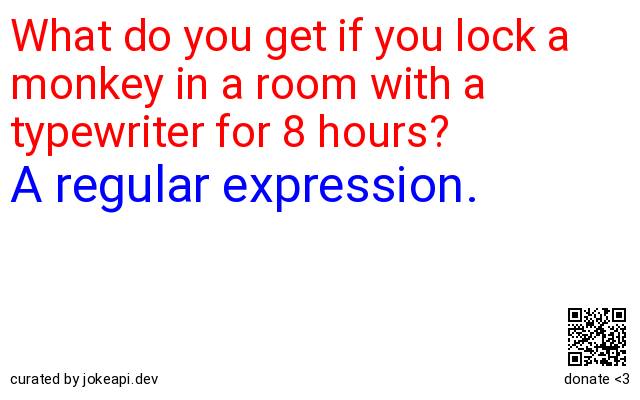 What do you get if you lock a
monkey in a room with a
typewriter for 8 hours?
A regular expression.
curated by jokeapi.dev
donate <3